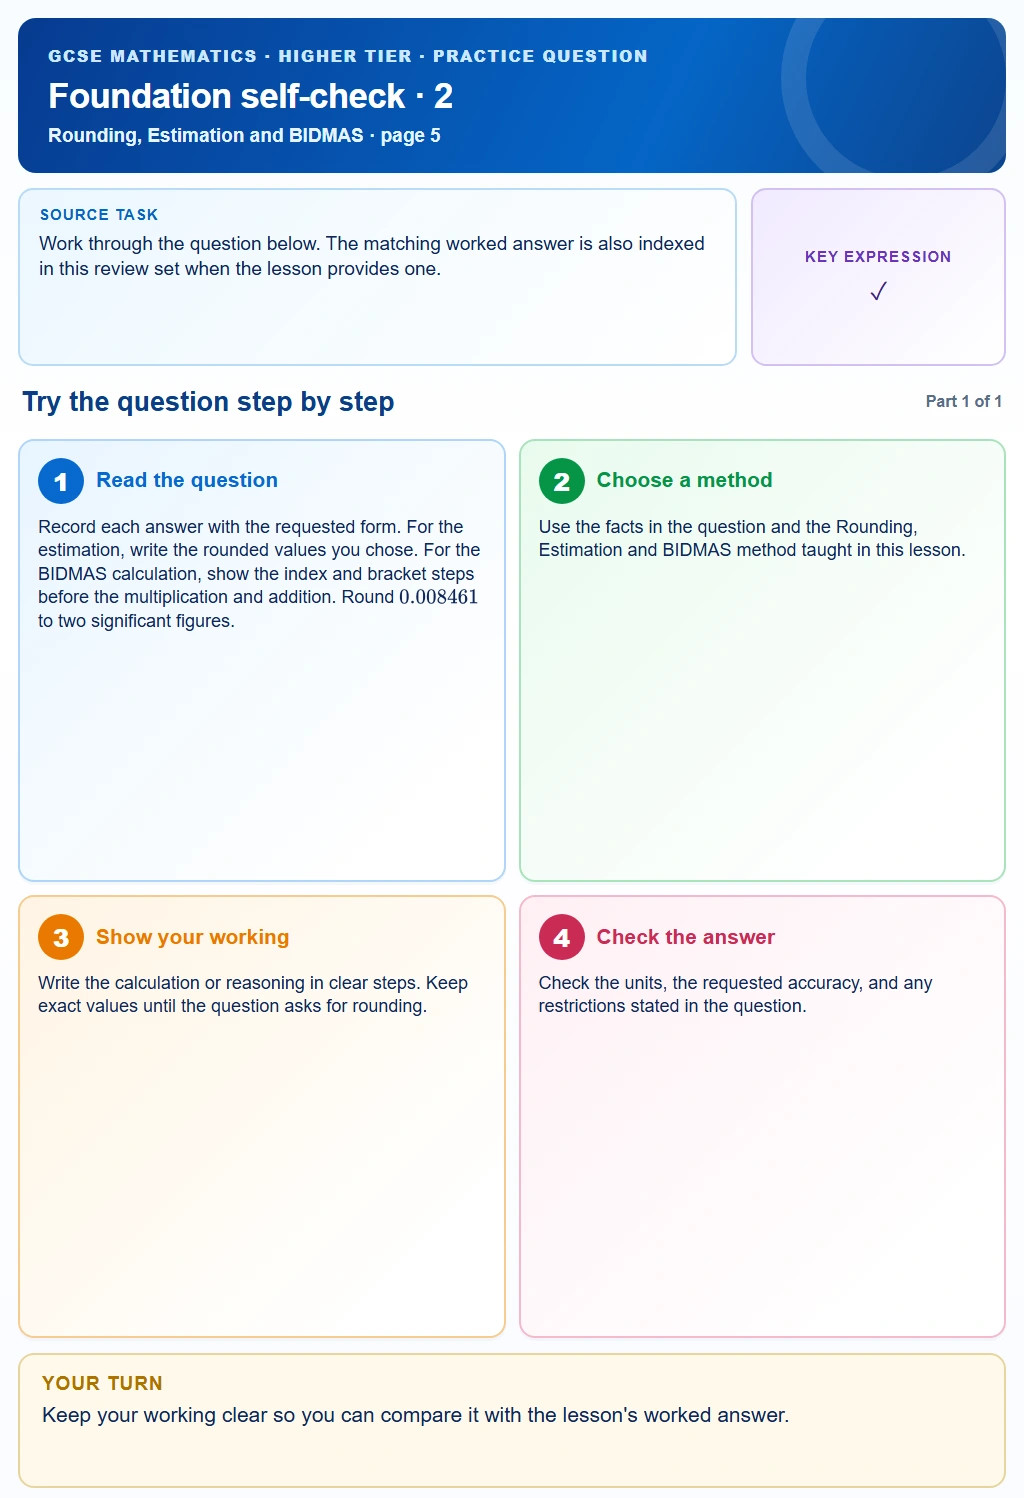 GCSE MATHEMATICS · HIGHER TIER · PRACTICE QUESTION
Foundation self-check · 2
Rounding, Estimation and BIDMAS · page 5
SOURCE TASK
Work through the question below. The matching worked answer is also indexed
in this review set when the lesson provides one.
KEY EXPRESSION
✓
Try the question step by step
Part 1 of 1
1 Read the question
Record each answer with the requested form. For the
estimation, write the rounded values you chose. For the
BIDMAS calculation, show the index and bracket steps
before the multiplication and addition. Round 0.008461
to two significant figures.
2 Choose a method
Use the facts in the question and the Rounding,
Estimation and BIDMAS method taught in this lesson.
3 Show your working
Write the calculation or reasoning in clear steps. Keep
exact values until the question asks for rounding.
4 Check the answer
Check the units, the requested accuracy, and any
restrictions stated in the question.
YOUR TURN
Keep your working clear so you can compare it with the lesson's worked answer.